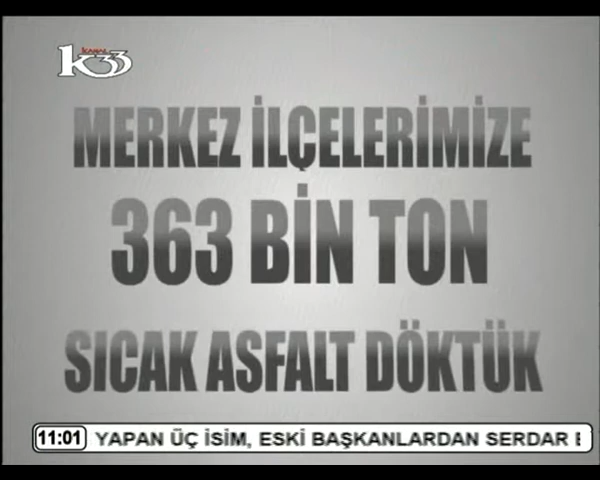 KANAL
K33
MERKEZ İLÇELERİMİZE
363 BİN TON
SICAK ASFALT DÖKTÜK
11:01 YAPAN ÜÇ İSİM, ESKİ BAŞKANLARDAN SERDAR